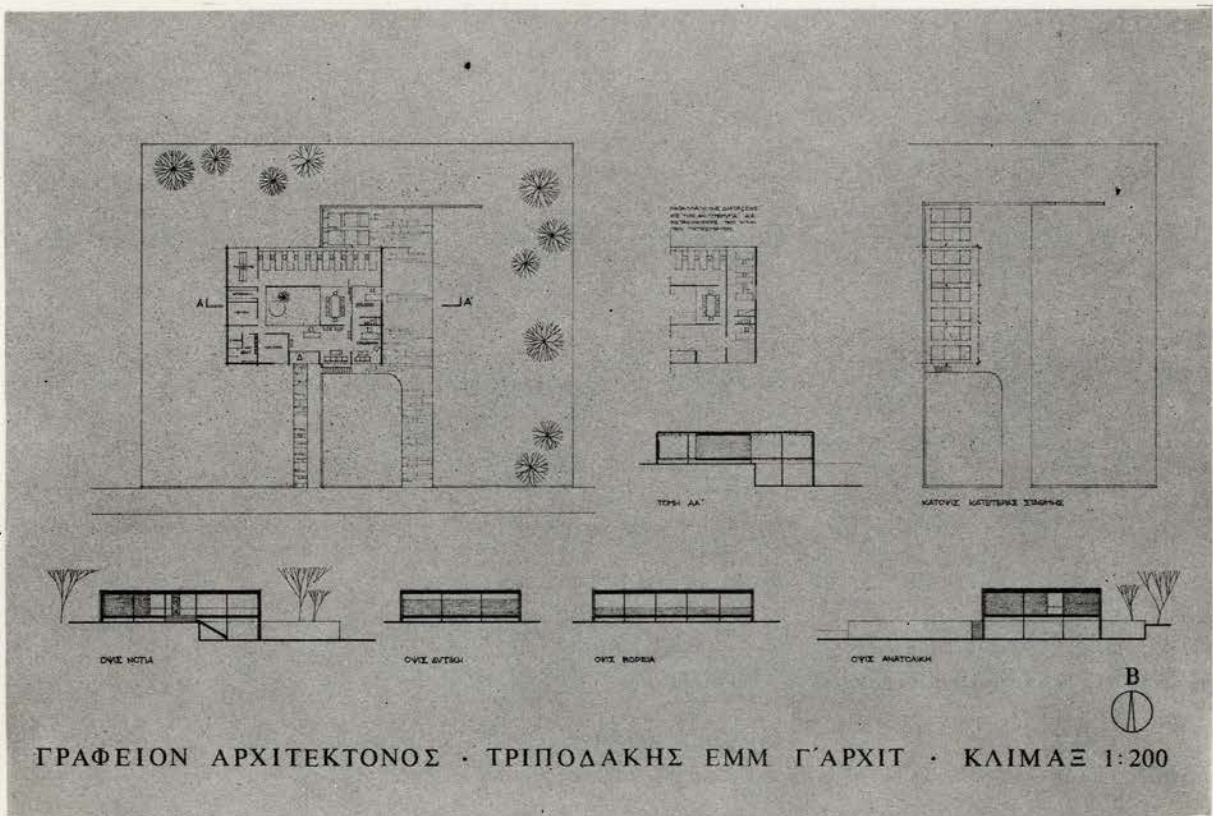 Α
Α'
ΤΟΜΗ ΑΑ'
ΚΑΤΟΨΙΣ ΚΑΤΩΤΕΡΑΣ ΣΤΑΘΜΗΣ
ΟΨΙΣ ΝΟΤΙΑ
ΟΨΙΣ ΔΥΤΙΚΗ
ΟΨΙΣ ΒΟΡΕΙΑ
ΟΨΙΣ ΑΝΑΤΟΛΙΚΗ
Β
ΓΡΑΦΕΙΟΝ ΑΡΧΙΤΕΚΤΟΝΟΣ · ΤΡΙΠΟΔΑΚΗΣ ΕΜΜ Γ΄ΑΡΧΙΤ · ΚΛΙΜΑΞ 1:200